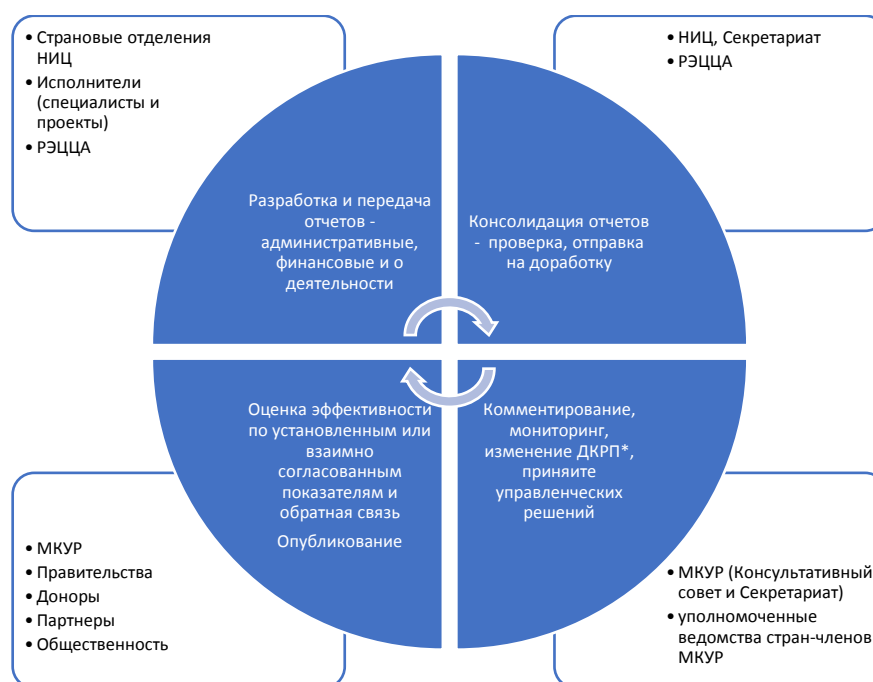 • Страновые отделения
НИЦ
• Исполнители
(специалисты и
проекты)
• РЭЦЦА
• НИЦ, Секретариат
• РЭЦЦА
Разработка и передача
отчетов -
административные,
финансовые и о
деятельности
Консолидация отчетов
- проверка, отправка
на доработку
Оценка эффективности
по установленным или
взаимно
согласованным
показателям и
обратная связь
Опубликование
Комментирование,
мониторинг,
изменение ДКРП*,
приняите
управленческих
решений
• МКУР
• Правительства
• Доноры
• Партнеры
• Общественность
• МКУР (Консультативный
совет и Секретариат)
• уполномоченные
ведомства стран-членов
МКУР